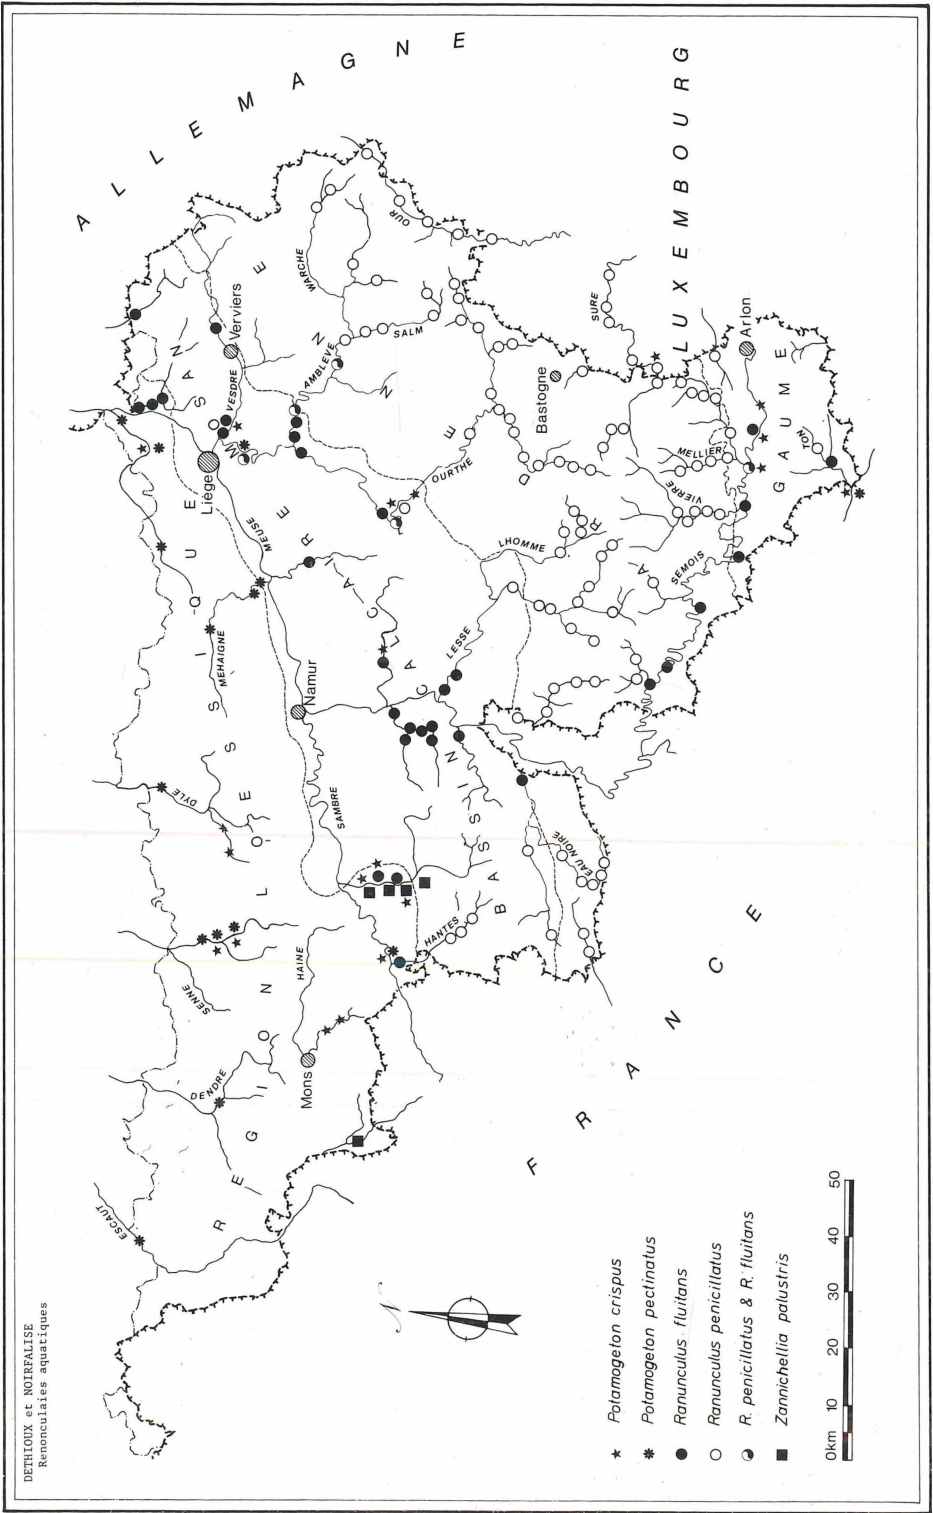 DETHIOUX et NOIRFALISE
Renonculaies aquatiques
ALLEMAGNE
LUXEMBOURG
FRANCE
REGION LOESSIQUE
BASSIN CALCAIRE MOSAN
ARDENNE
GAUME
ESCAUT
DENDRE
SENNE
HAINE
DYLE
MEHAIGNE
SAMBRE
MEUSE
VESDRE
WARCHE
OUR
AMBLEVE
SALM
OURTHE
LHOMME
LESSE
HANTES
EAU NOIRE
SEMOIS
VIERRE
MELLIER
SURE
TON
Mons
Namur
Liège
Verviers
Bastogne
Arlon
N
Potamogeton crispus
Potamogeton pectinatus
Ranunculus fluitans
Ranunculus penicillatus
R. penicillatus & R. fluitans
Zannichellia palustris
0km 10 20 30 40 50